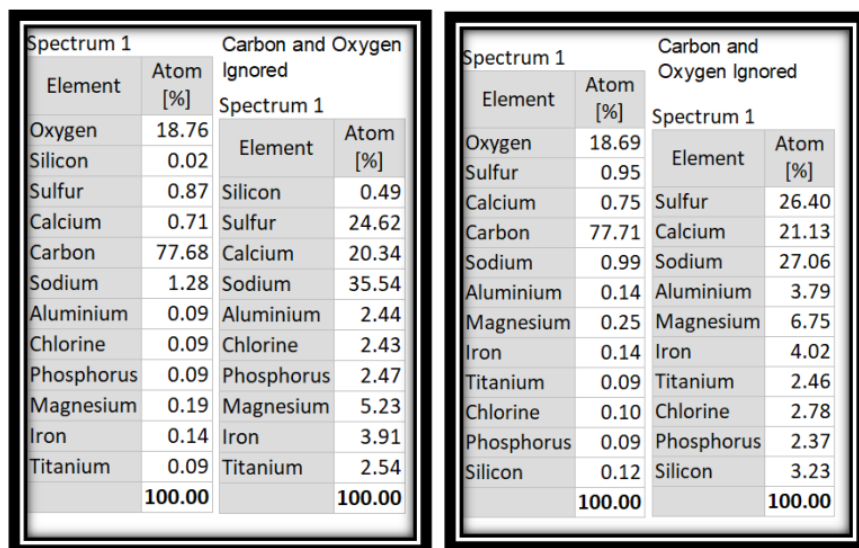 Spectrum 1
Element Atom [%]
Oxygen 18.76
Silicon 0.02
Sulfur 0.87
Calcium 0.71
Carbon 77.68
Sodium 1.28
Aluminium 0.09
Chlorine 0.09
Phosphorus 0.09
Magnesium 0.19
Iron 0.14
Titanium 0.09
100.00
Carbon and Oxygen
Ignored
Spectrum 1
Element Atom [%]
Silicon 0.49
Sulfur 24.62
Calcium 20.34
Sodium 35.54
Aluminium 2.44
Chlorine 2.43
Phosphorus 2.47
Magnesium 5.23
Iron 3.91
Titanium 2.54
100.00
Spectrum 1
Element Atom [%]
Oxygen 18.69
Sulfur 0.95
Calcium 0.75
Carbon 77.71
Sodium 0.99
Aluminium 0.14
Magnesium 0.25
Iron 0.14
Titanium 0.09
Chlorine 0.10
Phosphorus 0.09
Silicon 0.12
100.00
Carbon and
Oxygen Ignored
Spectrum 1
Element Atom [%]
Sulfur 26.40
Calcium 21.13
Sodium 27.06
Aluminium 3.79
Magnesium 6.75
Iron 4.02
Titanium 2.46
Chlorine 2.78
Phosphorus 2.37
Silicon 3.23
100.00